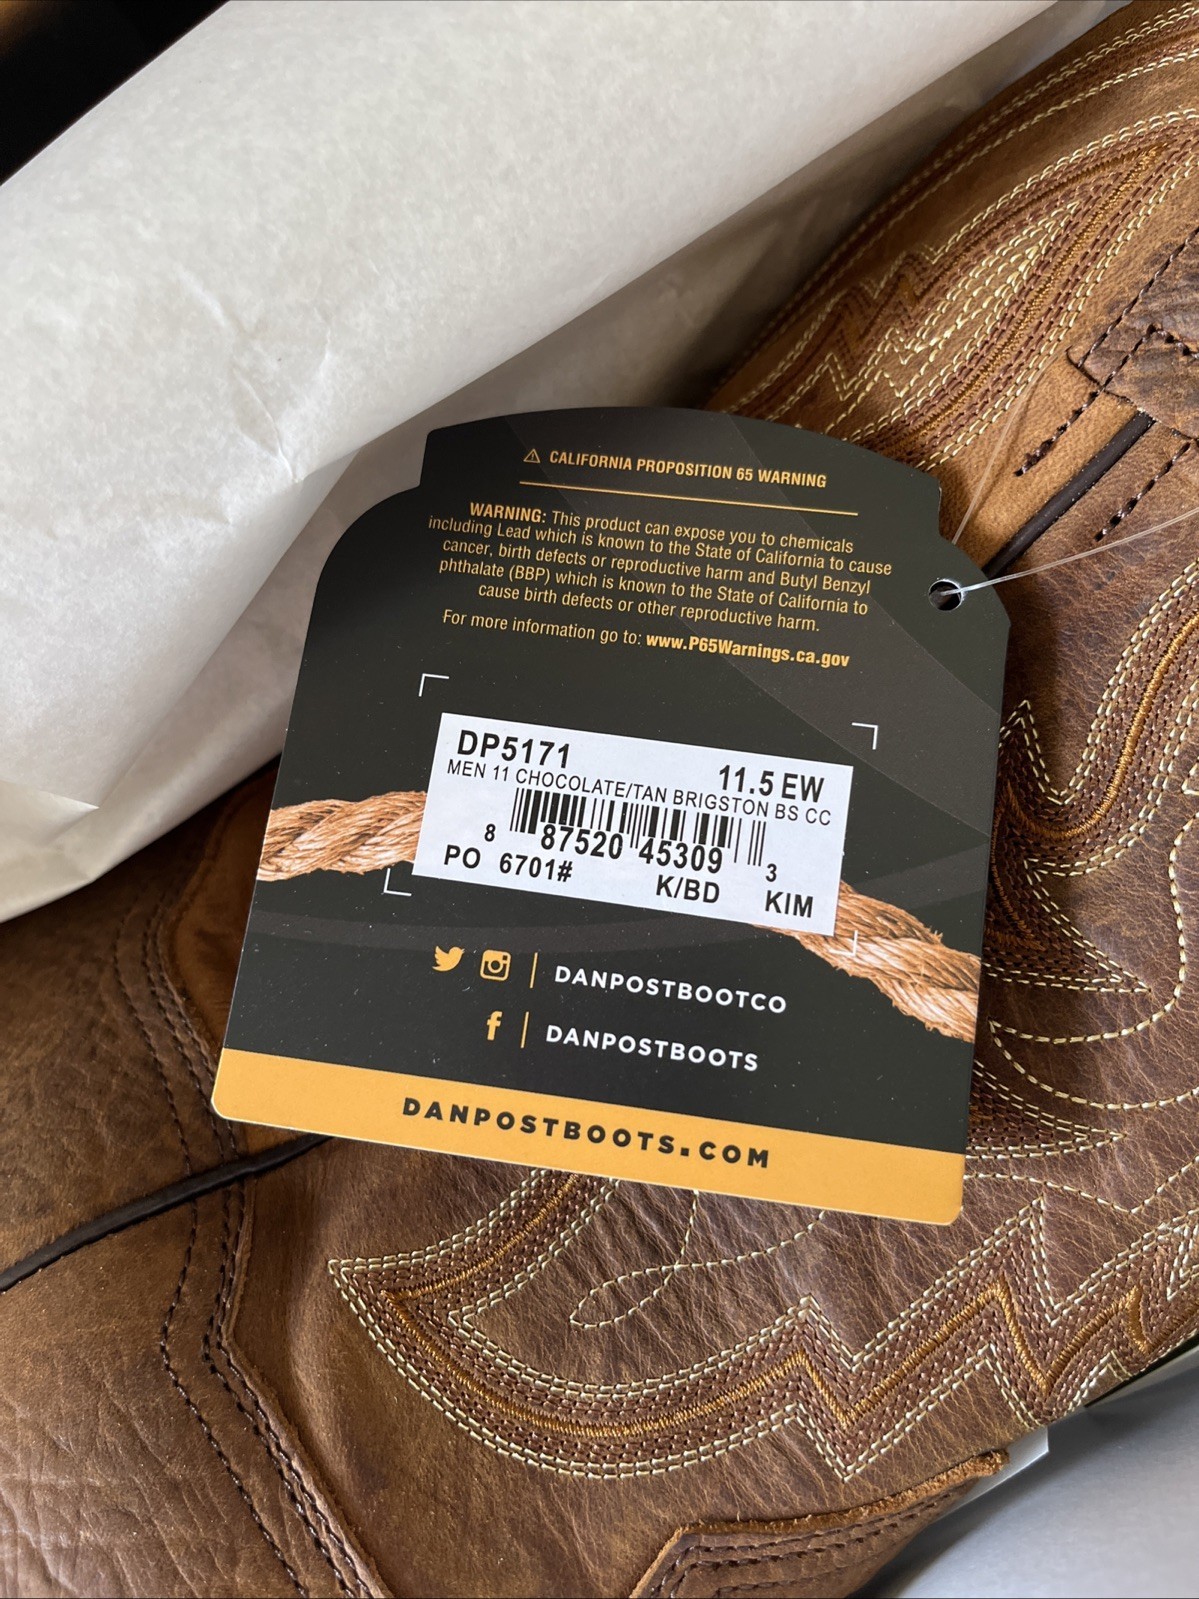 ⚠ CALIFORNIA PROPOSITION 65 WARNING
WARNING: This product can expose you to chemicals
including Lead which is known to the State of California to cause
cancer, birth defects or reproductive harm and Butyl Benzyl
phthalate (BBP) which is known to the State of California to
cause birth defects or other reproductive harm.
For more information go to: www.P65Warnings.ca.gov
DP5171 11.5 EW
MEN 11 CHOCOLATE/TAN BRIGSTON BS CC
8 87520 45309 3
PO 6701# K/BD KIM
DANPOSTBOOTCO
f DANPOSTBOOTS
DANPOSTBOOTS.COM